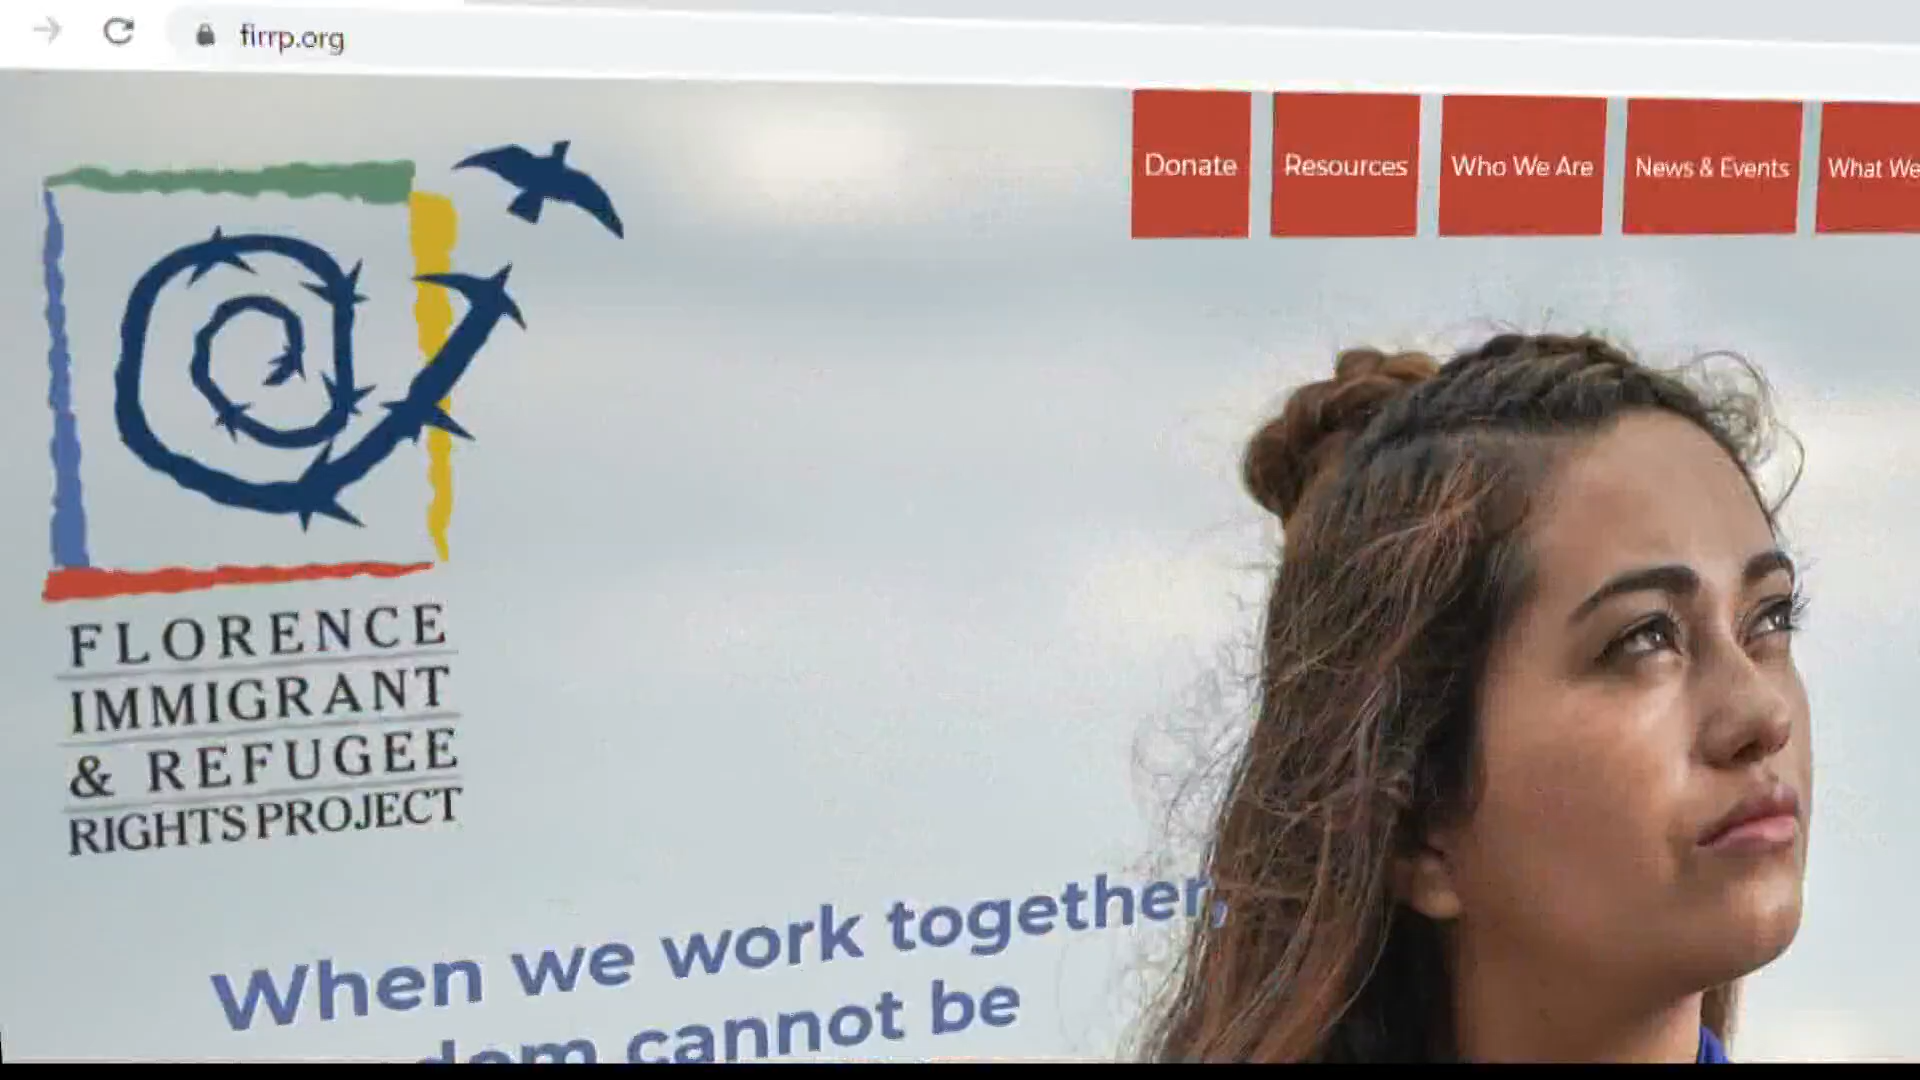 firrp.org
Donate
Resources
Who We Are
News & Events
What We
FLORENCE
IMMIGRANT
& REFUGEE
RIGHTS PROJECT
When we work together,
cannot be